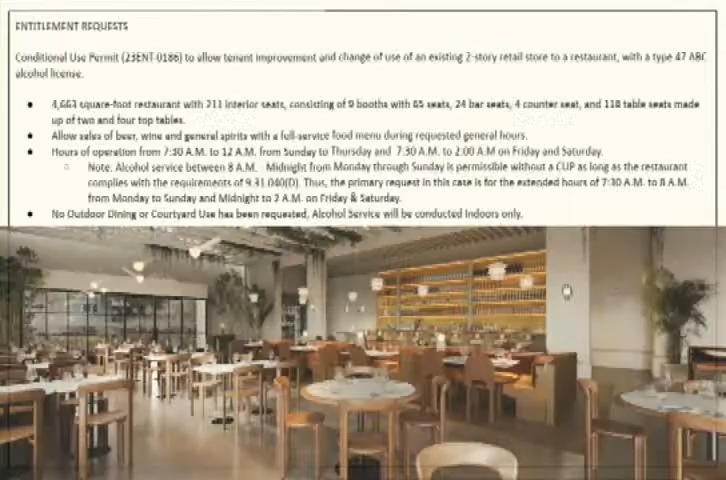 ENTITLEMENT REQUESTS
Conditional Use Permit (23ENT-0186) to allow tenant improvement and change of use of an existing 2-story retail store to a restaurant, with a type 47 ABC
alcohol license.
• 4,663 square-foot restaurant with 211 interior seats, consisting of 9 booths with 65 seats, 24 bar seats, 4 counter seat, and 118 table seats made
up of two and four top tables.
• Allow sales of beer, wine and general spirits with a full-service food menu during requested general hours.
• Hours of operation from 7:30 A.M. to 12 A.M. from Sunday to Thursday and 7:30 A.M. to 2:00 A.M on Friday and Saturday.
o Note: Alcohol service between 8 A.M. - Midnight from Monday through Sunday is permissible without a CUP as long as the restaurant
complies with the requirements of 9.31.040(D). Thus, the primary request in this case is for the extended hours of 7:30 A.M. to 8 A.M.
from Monday to Sunday and Midnight to 2 A.M. on Friday & Saturday.
• No Outdoor Dining or Courtyard Use has been requested, Alcohol Service will be conducted Indoors only.